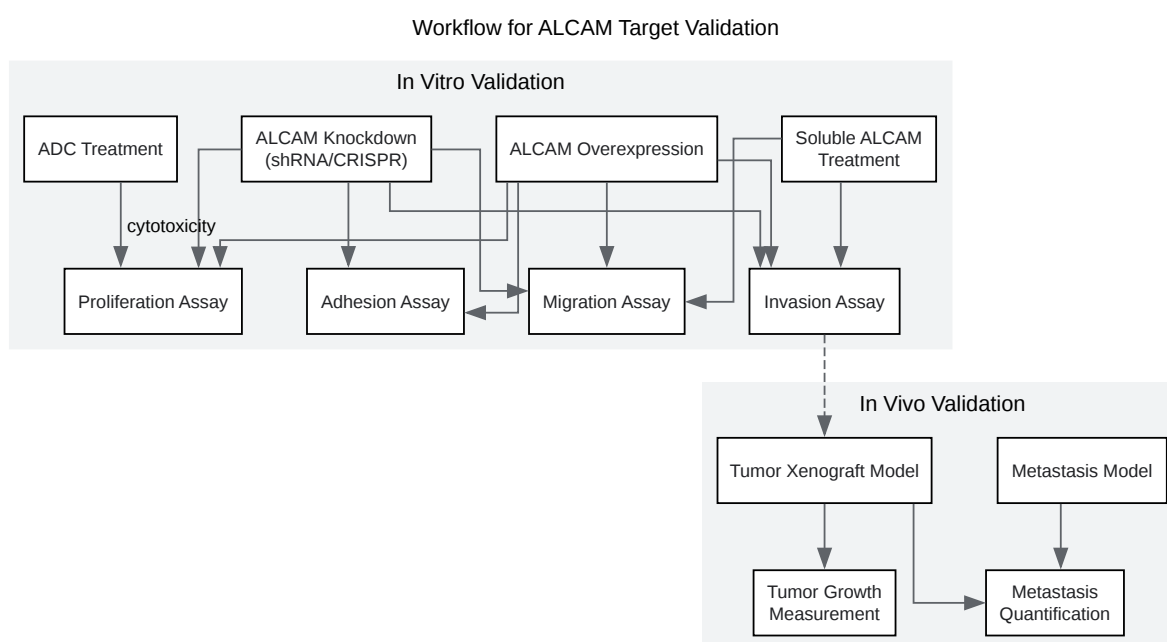 Workflow for ALCAM Target Validation
In Vitro Validation
ADC Treatment
ALCAM Knockdown
(shRNA/CRISPR)
ALCAM Overexpression
Soluble ALCAM
Treatment
cytotoxicity
Proliferation Assay
Adhesion Assay
Migration Assay
Invasion Assay
In Vivo Validation
Tumor Xenograft Model
Metastasis Model
Tumor Growth
Measurement
Metastasis
Quantification